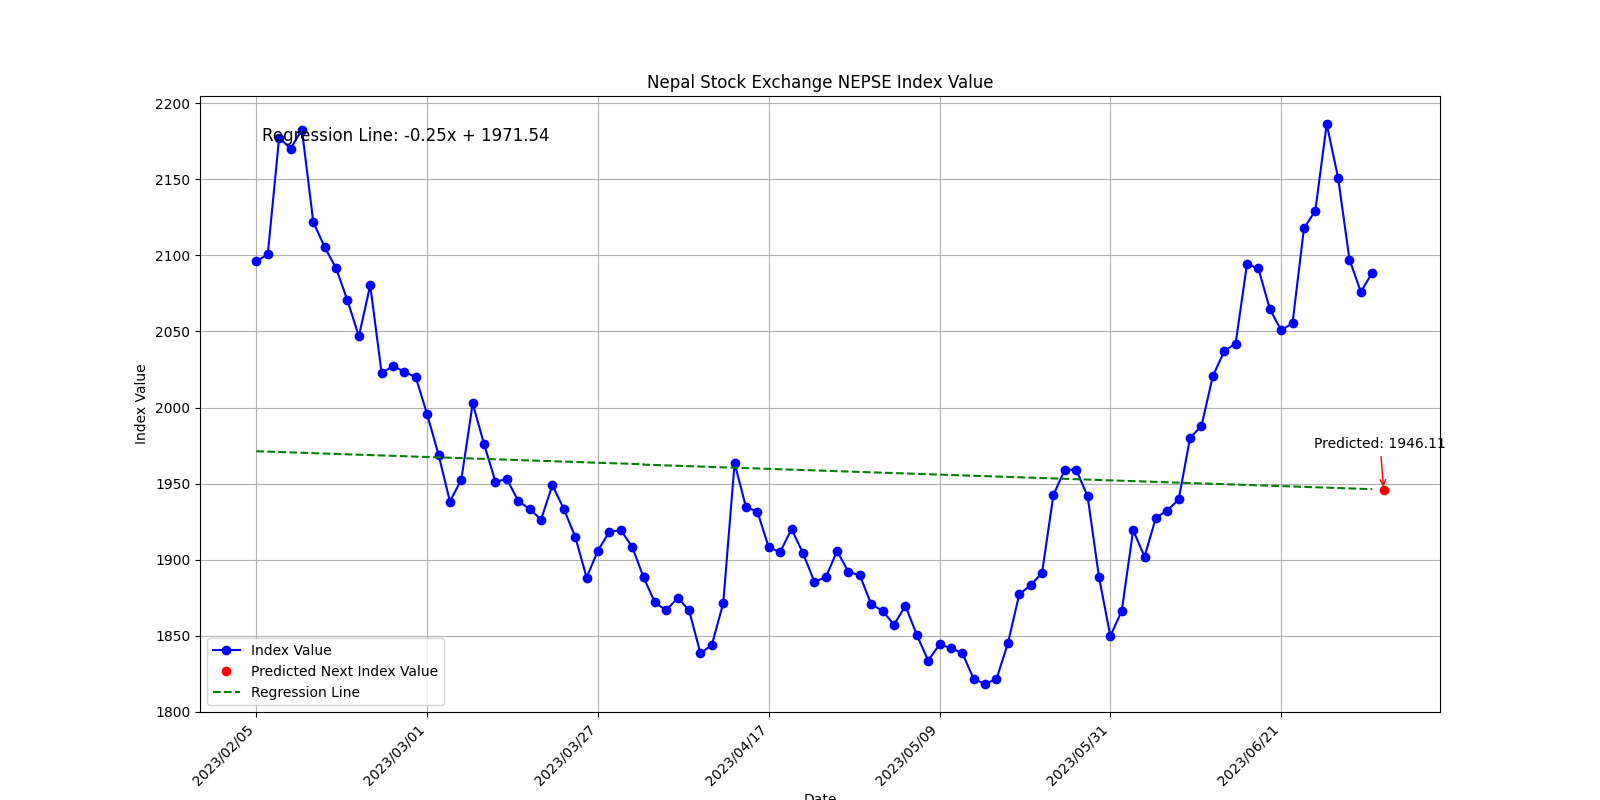 Nepal Stock Exchange NEPSE Index Value
2200
2150
2100
2050
2000
1950
1900
1850
1800
Index Value
Regression Line: -0.25x + 1971.54
Predicted: 1946.11
Index Value
Predicted Next Index Value
Regression Line
2023/02/05
2023/03/01
2023/03/27
2023/04/17
2023/05/09
2023/05/31
2023/06/21
Date